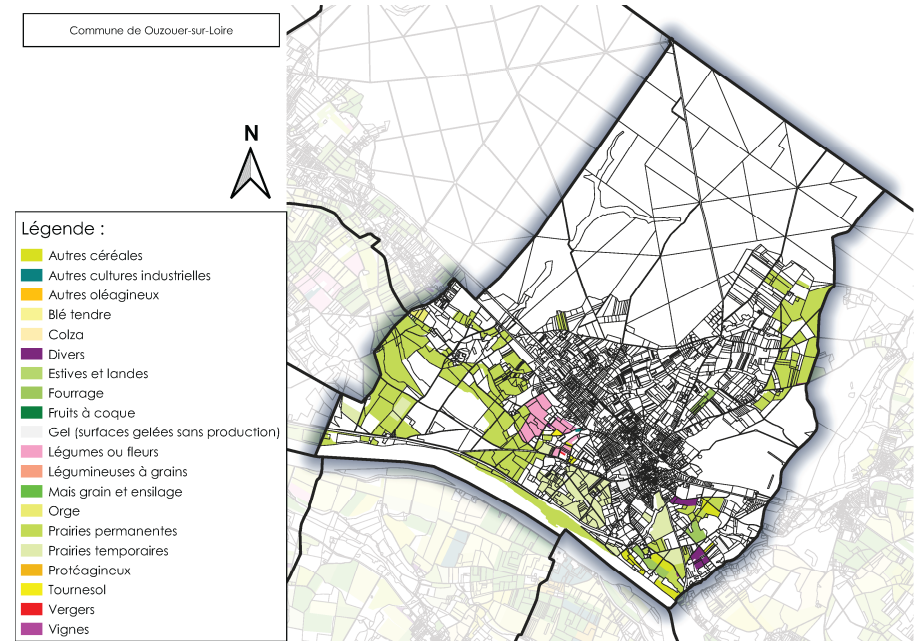 Commune de Ouzouer-sur-Loire
N
Légende :
Autres céréales
Autres cultures industrielles
Autres oléagineux
Blé tendre
Colza
Divers
Estives et landes
Fourrage
Fruits à coque
Gel (surfaces gelées sans production)
Légumes ou fleurs
Légumineuses à grains
Mais grain et ensilage
Orge
Prairies permanentes
Prairies temporaires
Protéagineux
Tournesol
Vergers
Vignes